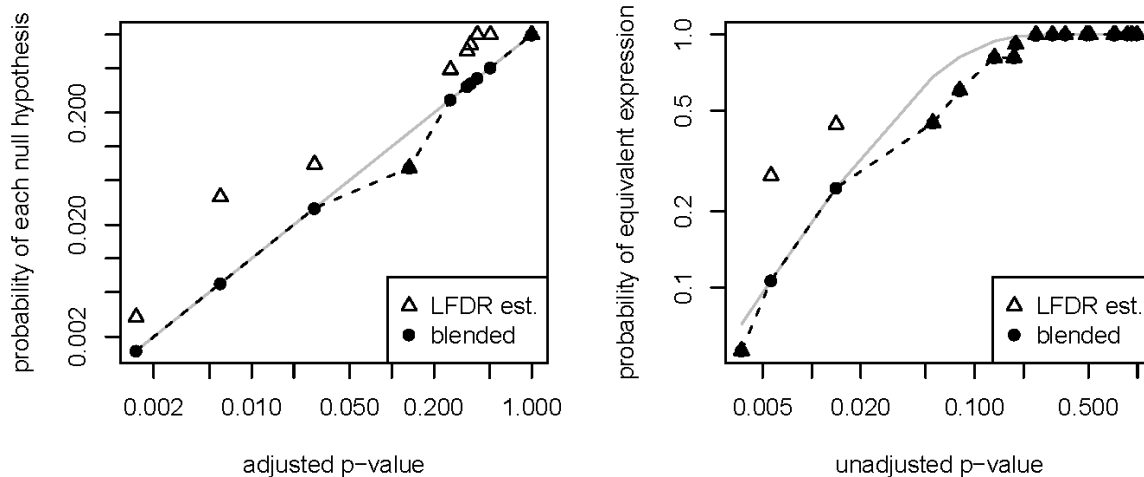 probability of each null hypothesis
0.200
0.020
0.002
LFDR est.
blended
0.002 0.010 0.050 0.200 1.000
adjusted p−value
probability of equivalent expression
1.0
0.5
0.2
0.1
LFDR est.
blended
0.005 0.020 0.100 0.500
unadjusted p−value